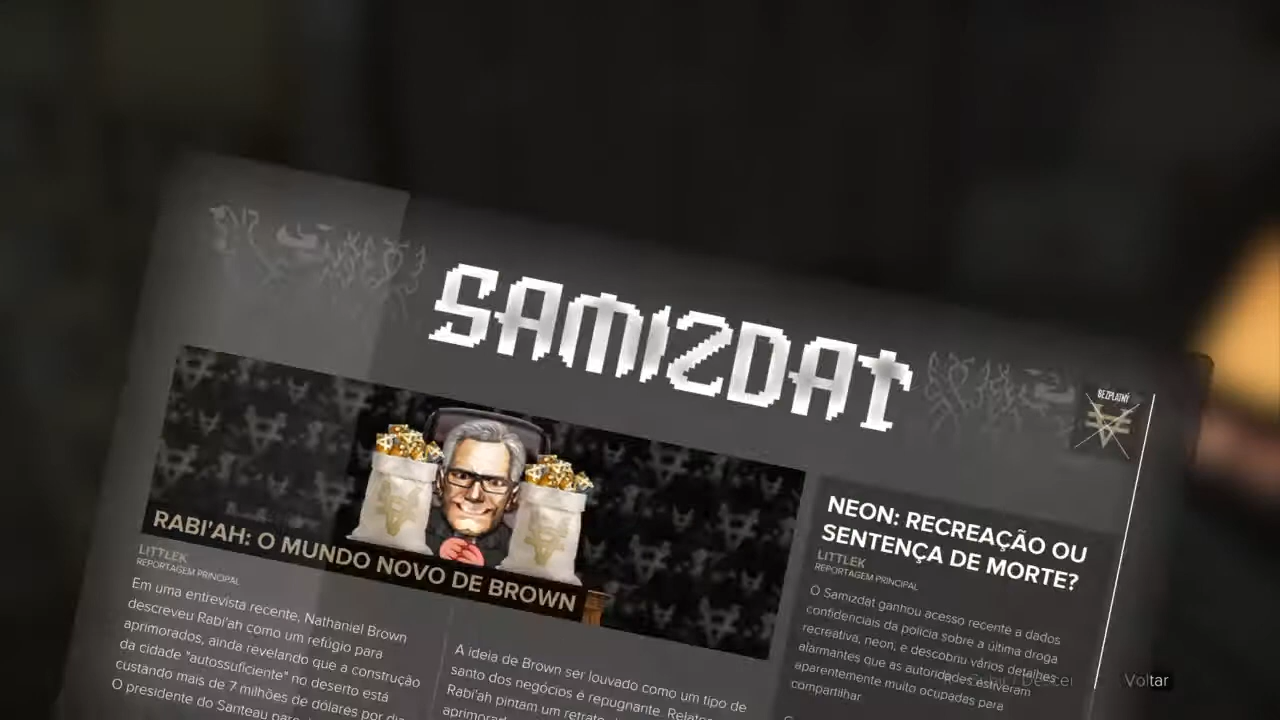 SAMIZDAT
BEZPLATNÝ
RABI'AH: O MUNDO NOVO DE BROWN
LITTLEK
REPORTAGEM PRINCIPAL
Em uma entrevista recente, Nathaniel Brown
descreveu Rabi'ah como um refúgio para
aprimorados, ainda revelando que a construção
da cidade "autossuficiente" no deserto está
custando mais de 7 milhões de dólares por dia
O presidente do Santeau
A ideia de Brown ser louvado como um tipo de
santo dos negócios é repugnante.
Rabi'ah pintam um
NEON: RECREAÇÃO OU
SENTENÇA DE MORTE?
LITTLEK
REPORTAGEM PRINCIPAL
O Samizdat ganhou acesso recente a dados
confidenciais da polícia sobre a última droga
recreativa, neon, e descobriu vários detalhes
alarmantes que as autoridades estiveram
aparentemente muito ocupadas para
compartilhar.
Voltar